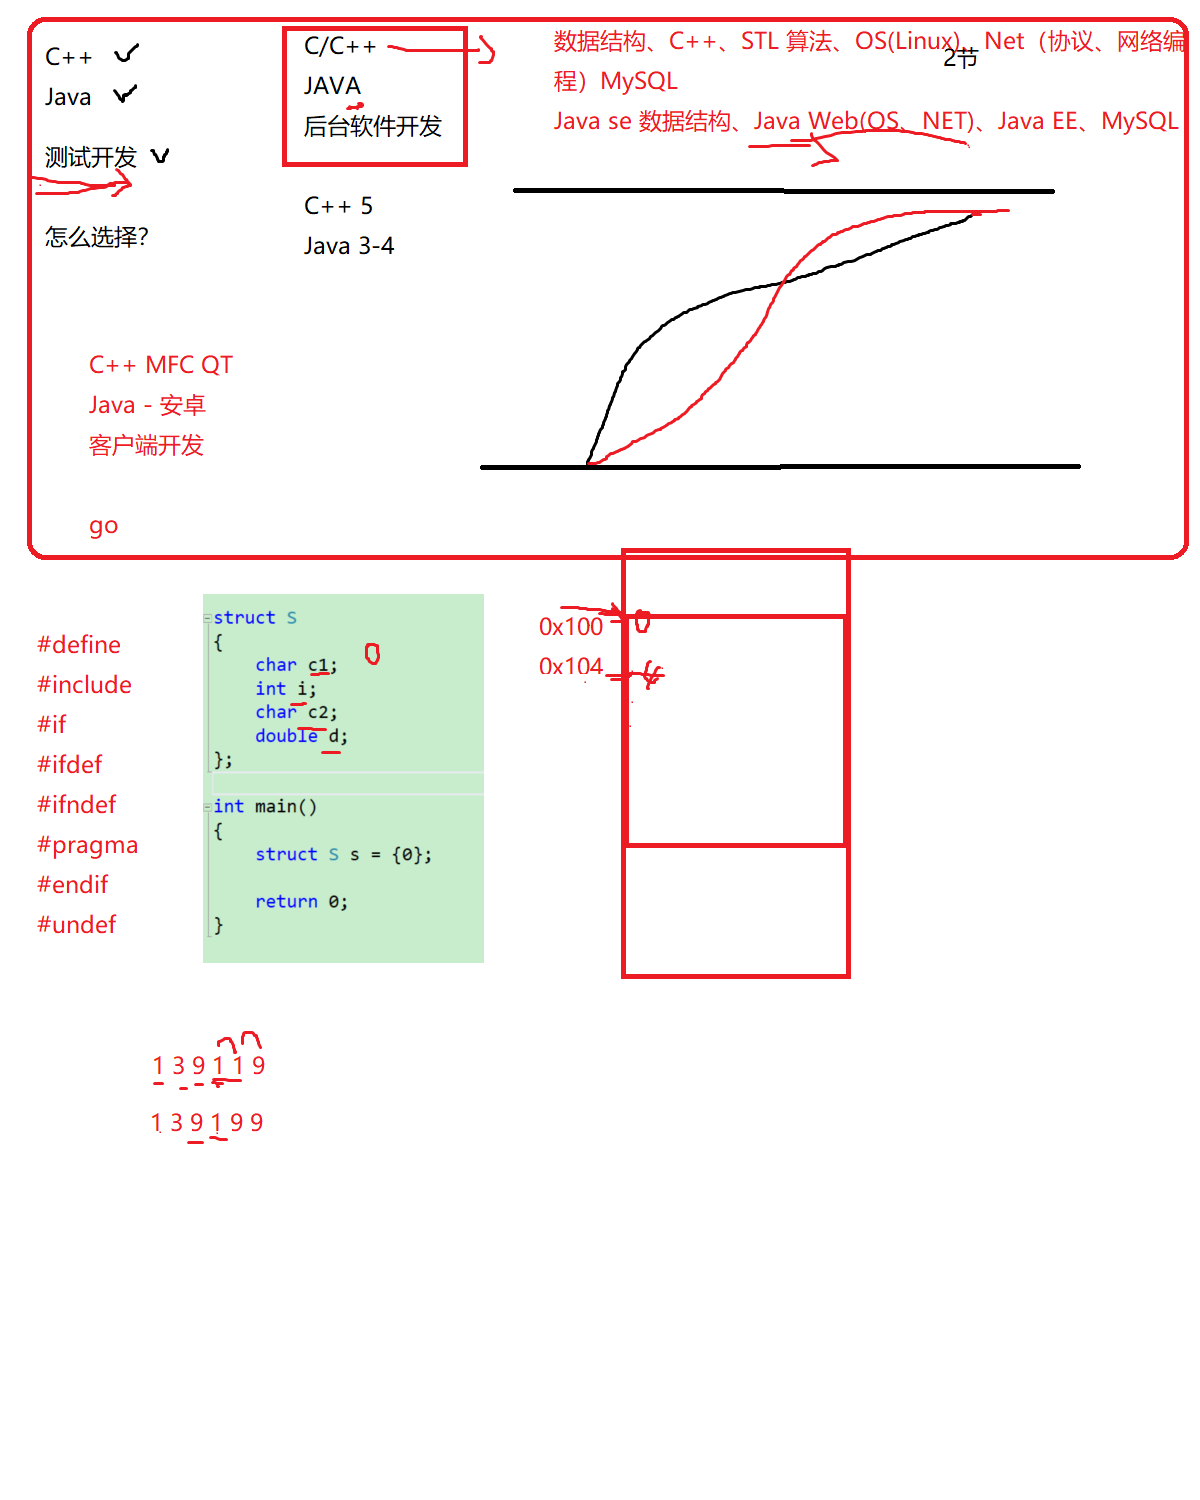 C++
Java
测试开发
怎么选择?
C/C++
JAVA
后台软件开发
C++ 5
Java 3-4
数据结构、C++、STL 算法、OS(Linux)、Net（协议、网络编
程）MySQL
2节
Java se 数据结构、Java Web(OS、NET)、Java EE、MySQL
C++ MFC QT
Java - 安卓
客户端开发
go
#define
#include
#if
#ifdef
#ifndef
#pragma
#endif
#undef
struct S
{
char c1;
int i;
char c2;
double d;
};
int main()
{
struct S s = {0};
return 0;
}
0
0x100
0
0x104
4
1 3 9 1 1 9
1 3 9 1 9 9